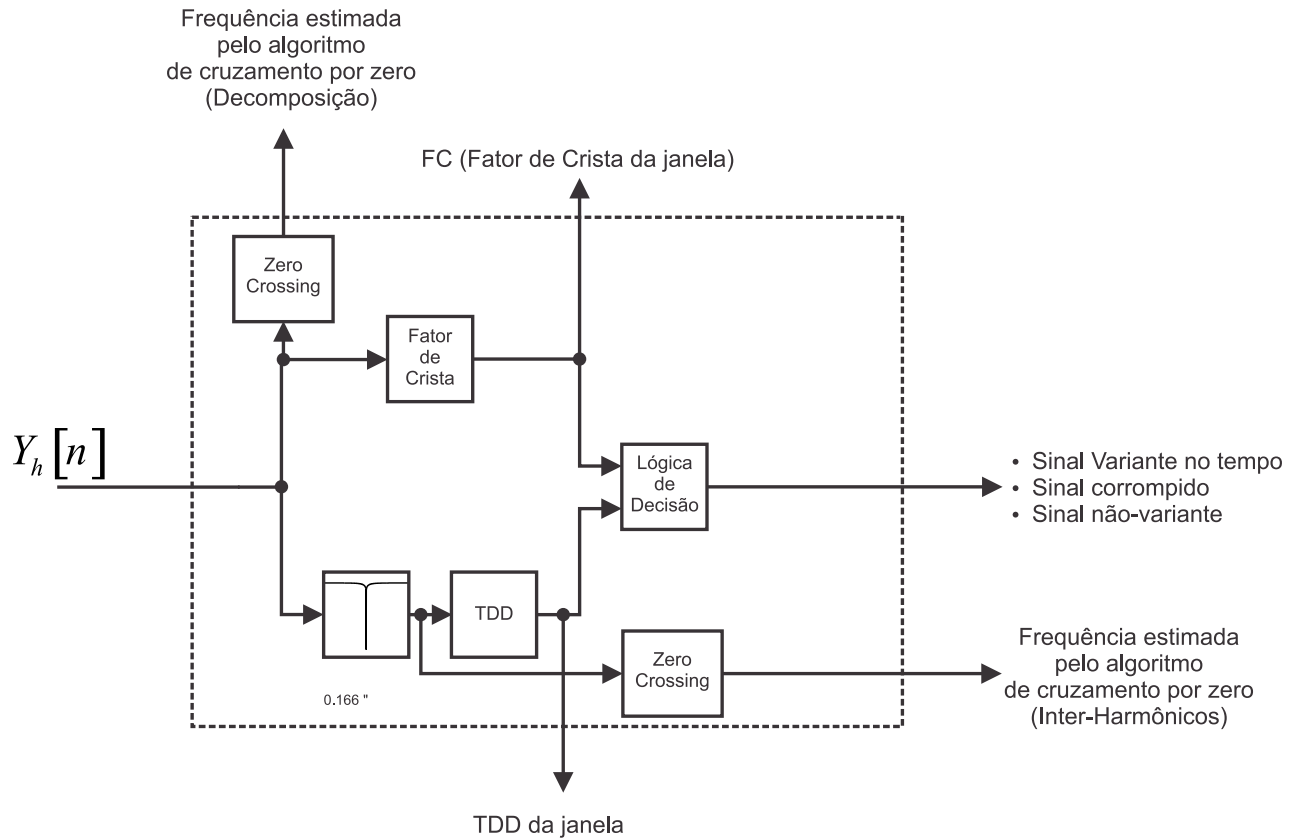 Frequência estimada
pelo algoritmo
de cruzamento por zero
(Decomposição)
FC (Fator de Crista da janela)
Zero
Crossing
Fator
de
Crista
Y_h[n]
Lógica
de
Decisão
• Sinal Variante no tempo
• Sinal corrompido
• Sinal não-variante
TDD
Zero
Crossing
0.166 "
Frequência estimada
pelo algoritmo
de cruzamento por zero
(Inter-Harmônicos)
TDD da janela